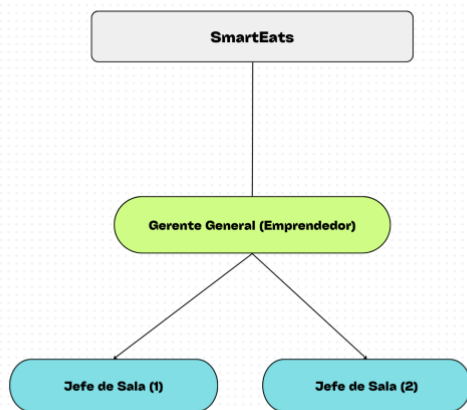 SmartEats
Gerente General (Emprendedor)
Jefe de Sala (1)
Jefe de Sala (2)